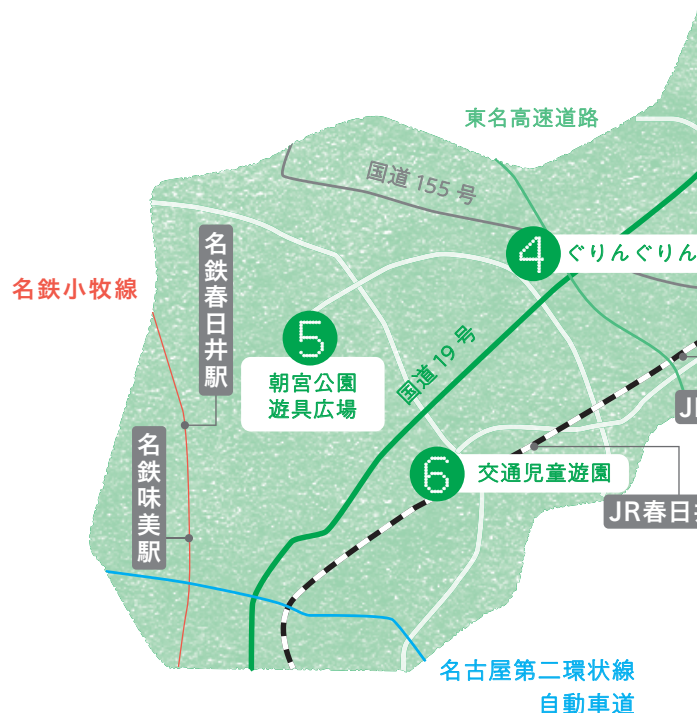 東名高速道路
国道155号
4
ぐりんぐりん
名鉄春日井駅
名鉄小牧線
5
朝宮公園
遊具広場
国道19号
名鉄味美駅
6
交通児童遊園
JR春日
名古屋第二環状線
自動車道